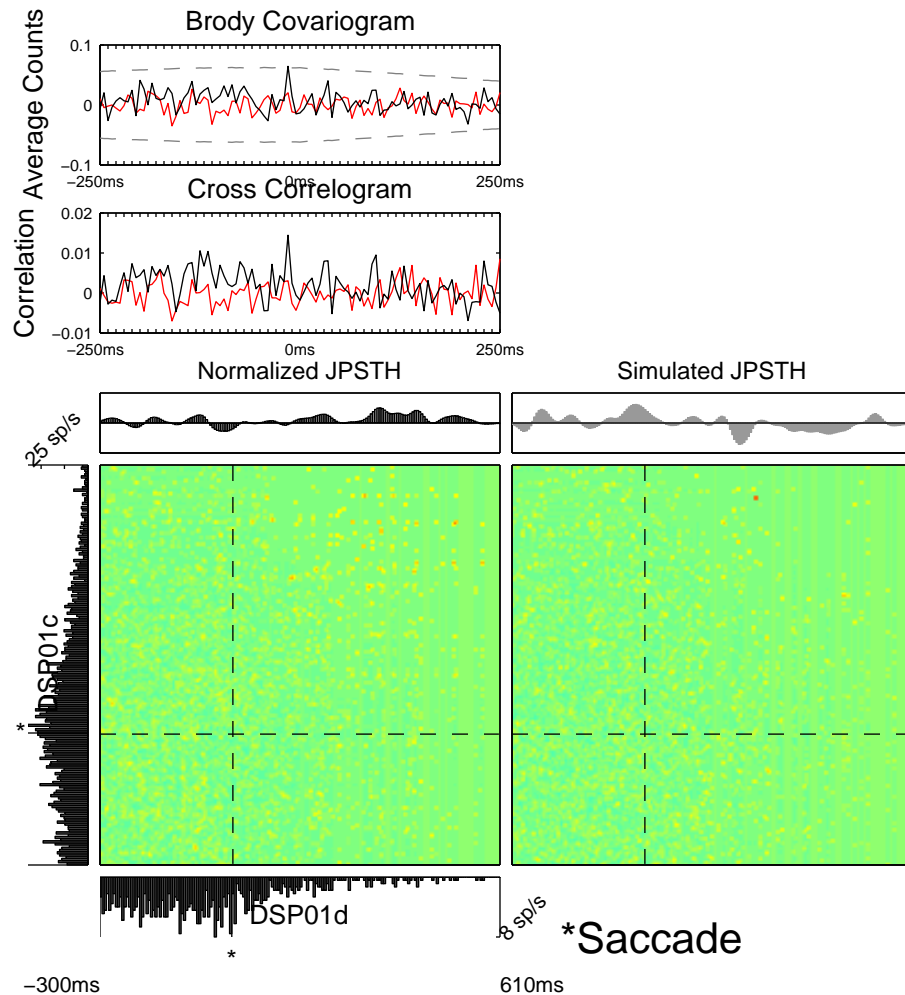 Brody Covariogram
Average Counts
0.1
0
−0.1
−250ms 0ms 250ms
Cross Correlogram
Correlation
0.02
0.01
0
−0.01
−250ms 0ms 250ms
Normalized JPSTH
Simulated JPSTH
25 sp/s
DSP01c
*
DSP01d
*
8 sp/s
*Saccade
−300ms
610ms